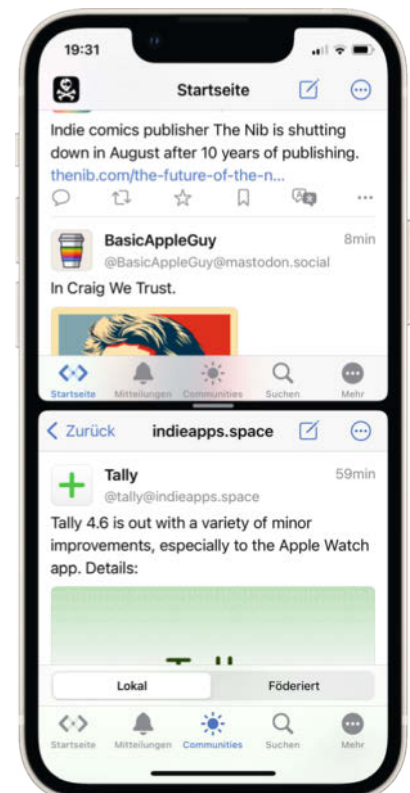 19:31
Startseite
Indie comics publisher The Nib is shutting
down in August after 10 years of publishing.
thenib.com/the-future-of-the-n...
BasicAppleGuy 8min
@BasicAppleGuy@mastodon.social
In Craig We Trust.
Startseite Mitteilungen Communities Suchen Mehr
Zurück indieapps.space
Tally 59min
@tally@indieapps.space
Tally 4.6 is out with a variety of minor
improvements, especially to the Apple Watch
app. Details:
Lokal Föderiert
Startseite Mitteilungen Communities Suchen Mehr